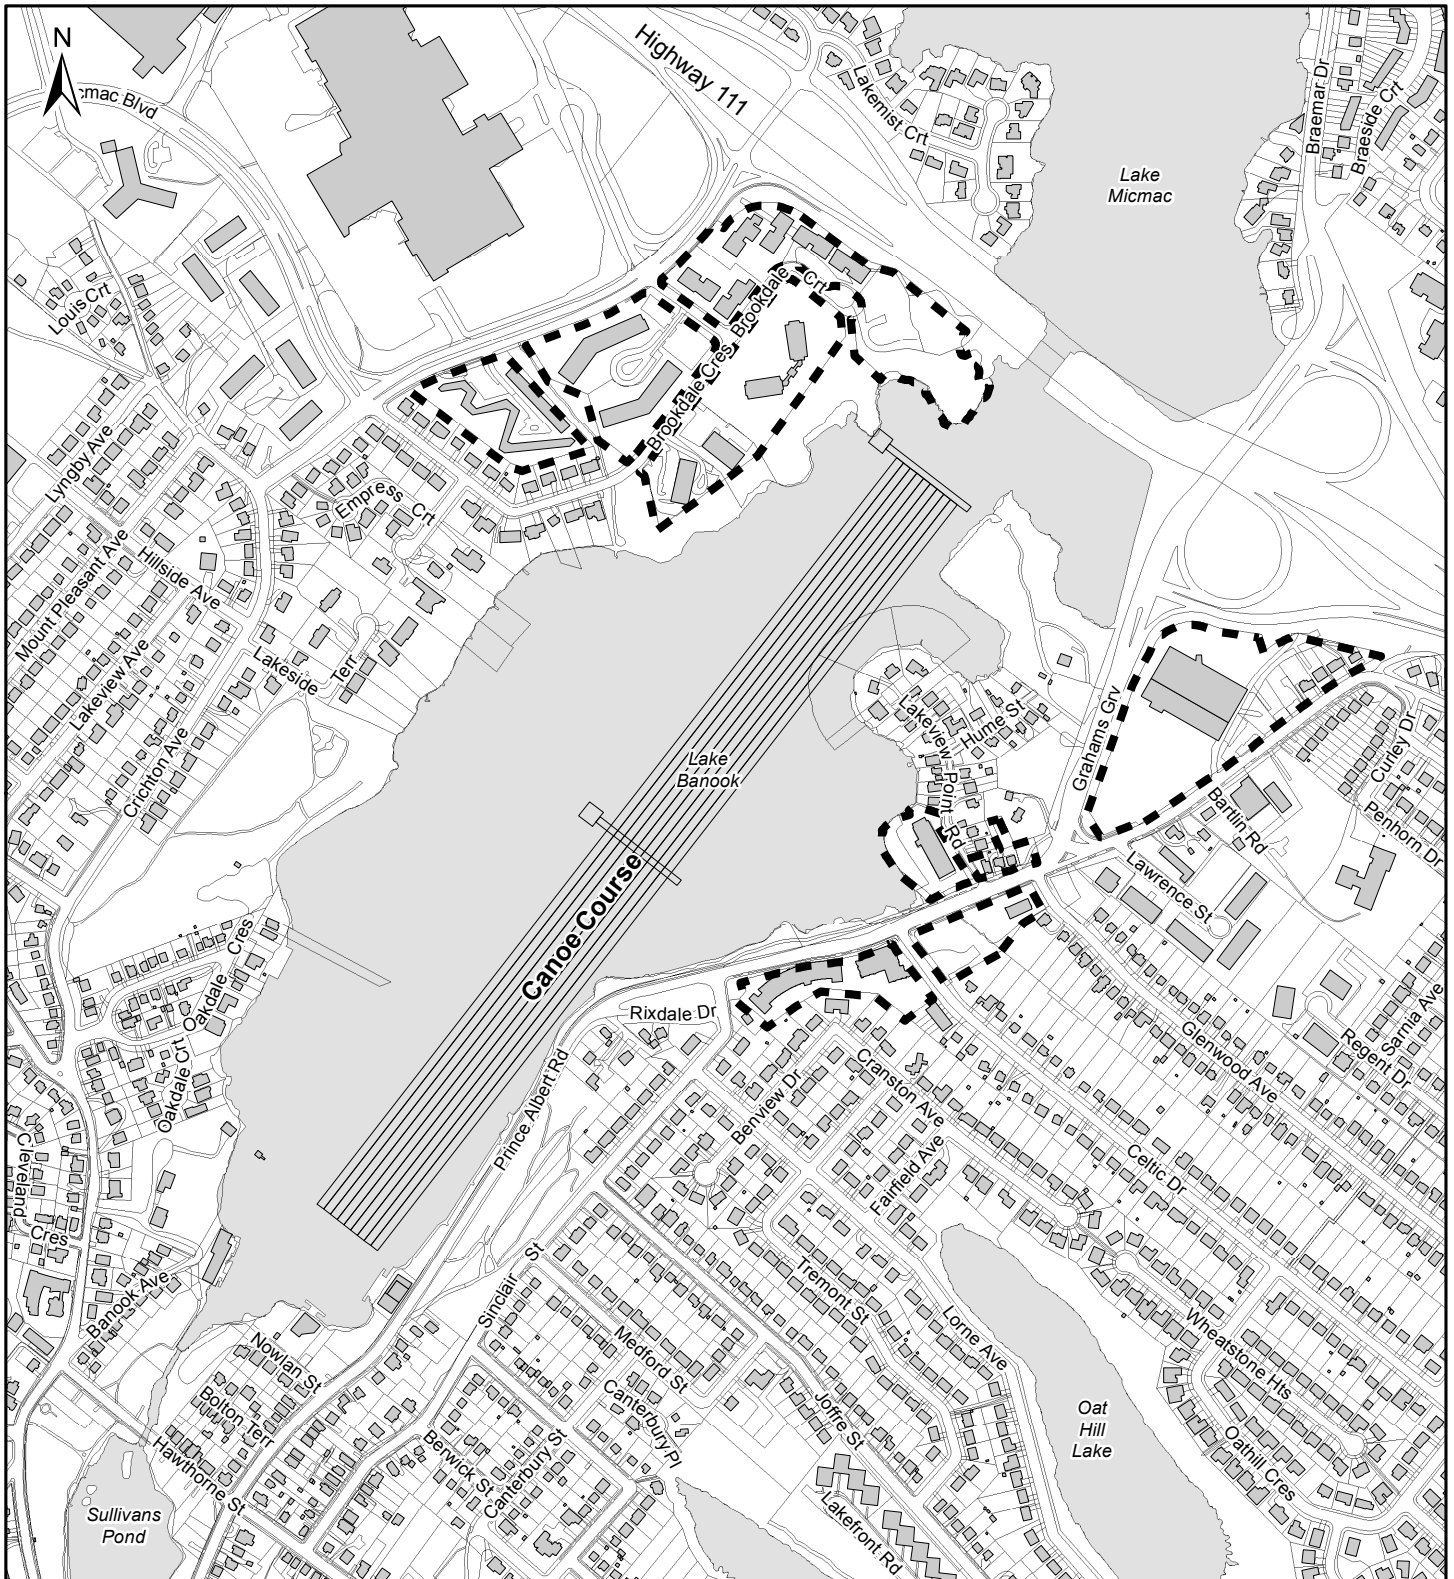 N
cmac Blvd
Highway 111
Lakemist Crt
Lake
Micmac
Braemar Dr
Braeside Crt
Louis Crt
Brookdale Crt
Brookdale Cres
Lyngby Ave
Empress Crt
Mount Pleasant Ave
Hillside Ave
Lakeview Ave
Lakeside Terr
Crichton Ave
Lake
Banook
Canoe Course
Lakeview Point Rd
Hume St
Grahams Grv
Curley Dr
Penhorn Dr
Bartlin Rd
Lawrence St
Oakdale Cres
Oakdale Crt
Rixdale Dr
Prince Albert Rd
Benview Dr
Cranston Ave
Fairfield Ave
Glenwood Ave
Sarnia Ave
Regent Dr
Celtic Dr
Cleveland
Cres
Banook Ave
Sinclair St
Tremont St
Lorne Ave
Wheatstone Hts
Nowlan St
Bolton Terr
Hawthorne St
Medford St
Canterbury Pl
Joffre St
Berwick St
Canterbury St
Oat
Hill
Lake
Oathill Cres
Lakefront Rd
Sullivans
Pond